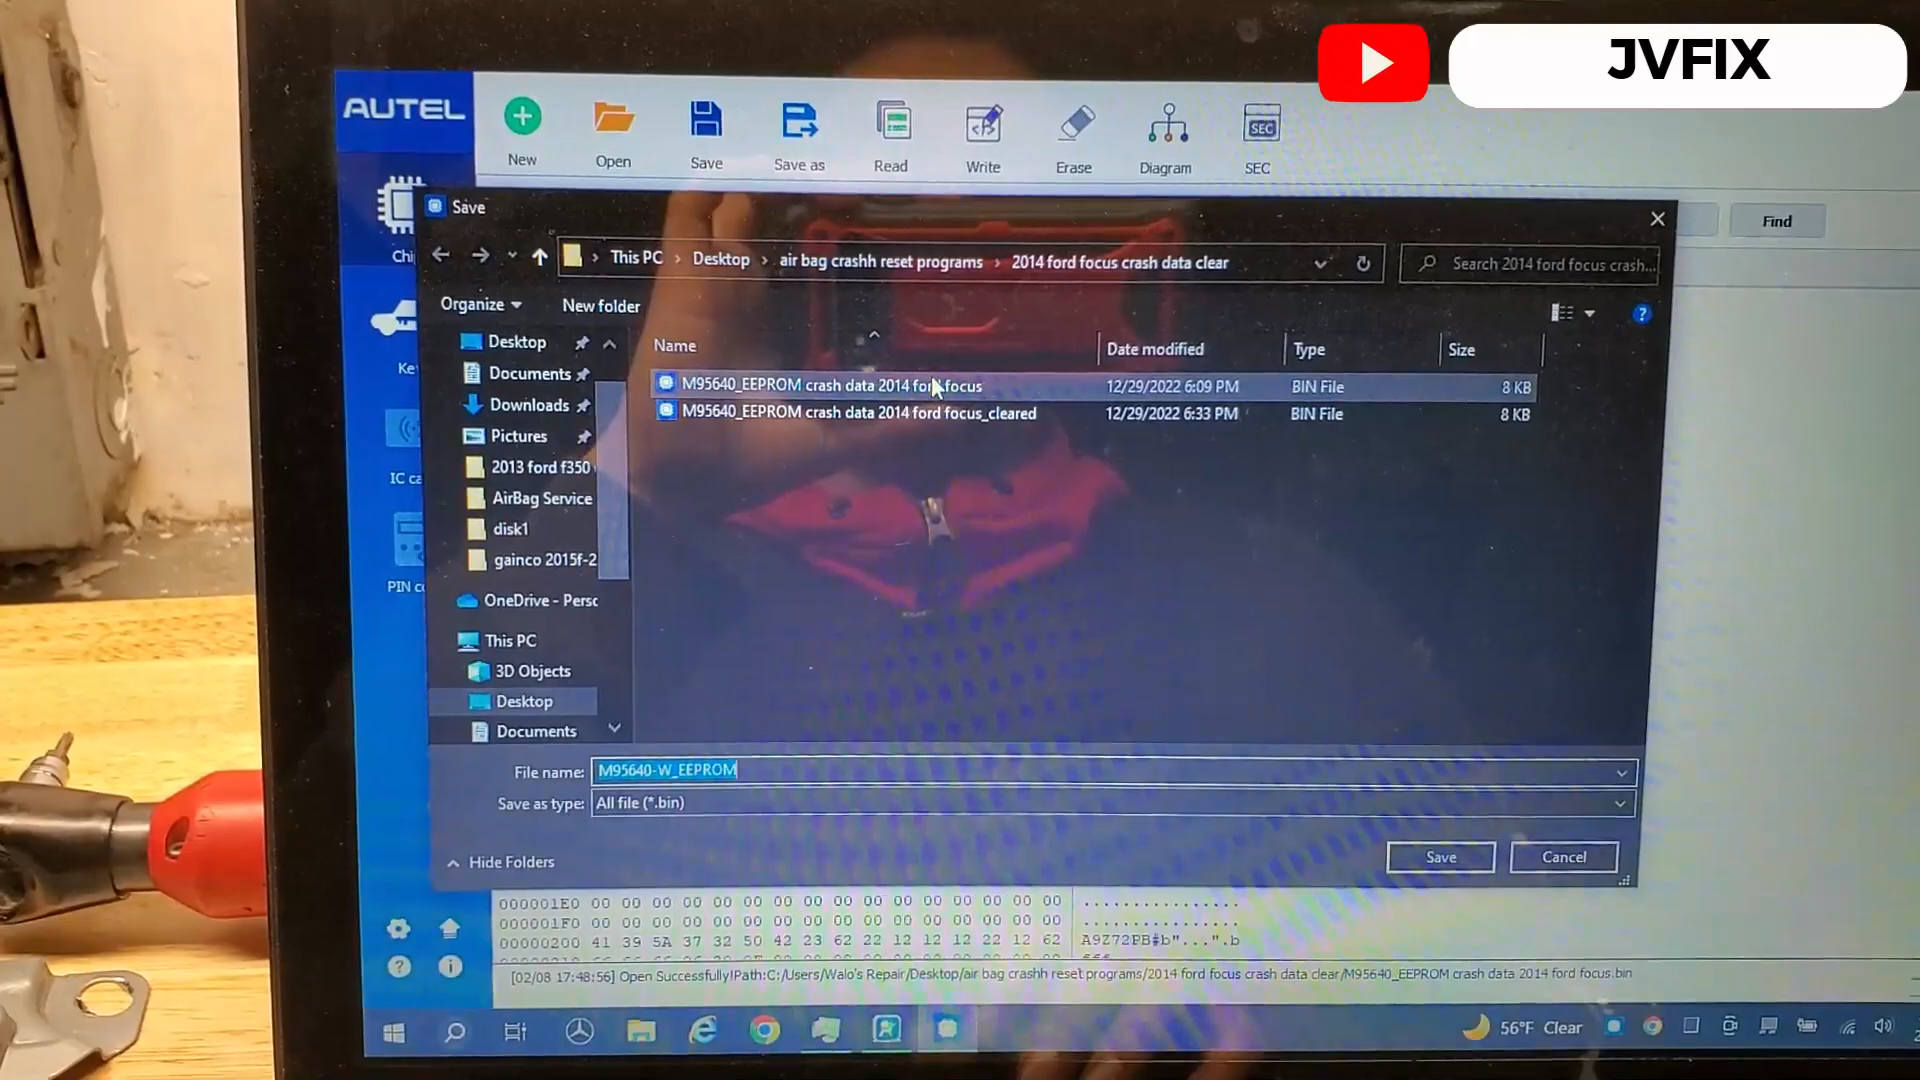 JVFIX
AUTEL
New
Open
Save
Save as
Read
Write
Erase
Diagram
SEC
SEC
Save
Find
This PC
Desktop
air bag crashh reset programs
2014 ford focus crash data clear
Search 2014 ford focus crash...
Organize
New folder
Name
Date modified
Type
Size
M95640_EEPROM crash data 2014 ford focus
12/29/2022 6:09 PM
BIN File
8 KB
M95640_EEPROM crash data 2014 ford focus_cleared
12/29/2022 6:33 PM
BIN File
8 KB
Desktop
Documents
Downloads
Pictures
2013 ford f350
AirBag Service
disk1
gainco 2015f-2
OneDrive - Perso
This PC
3D Objects
Desktop
Documents
Chi
Ke
IC ca
PIN co
File name: M95640-W_EEPROM
Save as type: All file (*.bin)
Hide Folders
Save
Cancel
000001E0 00 00 00 00 00 00 00 00 00 00 00 00 00 00 00 00 ................
000001F0 00 00 00 00 00 00 00 00 00 00 00 00 00 00 00 00 ................
00000200 41 39 5A 37 32 50 42 23 62 22 12 12 12 22 12 62 A9Z72PB#b"...".b
[02/08 17:48:56] Open Successfully!Path:C:/Users/Walo's Repair/Desktop/air bag crashh reset programs/2014 ford focus crash data clear/M95640_EEPROM crash data 2014 ford focus.bin
56°F Clear